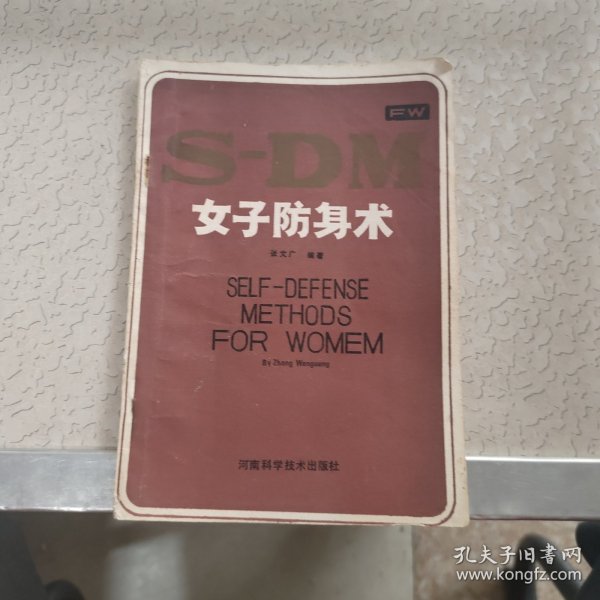 FW
S-DM
女子防身术
张文广 编著
SELF-DEFENSE
METHODS
FOR WOMEM
By Zhang Wenguang
河南科学技术出版社
孔夫子旧书网
www.kongfz.com